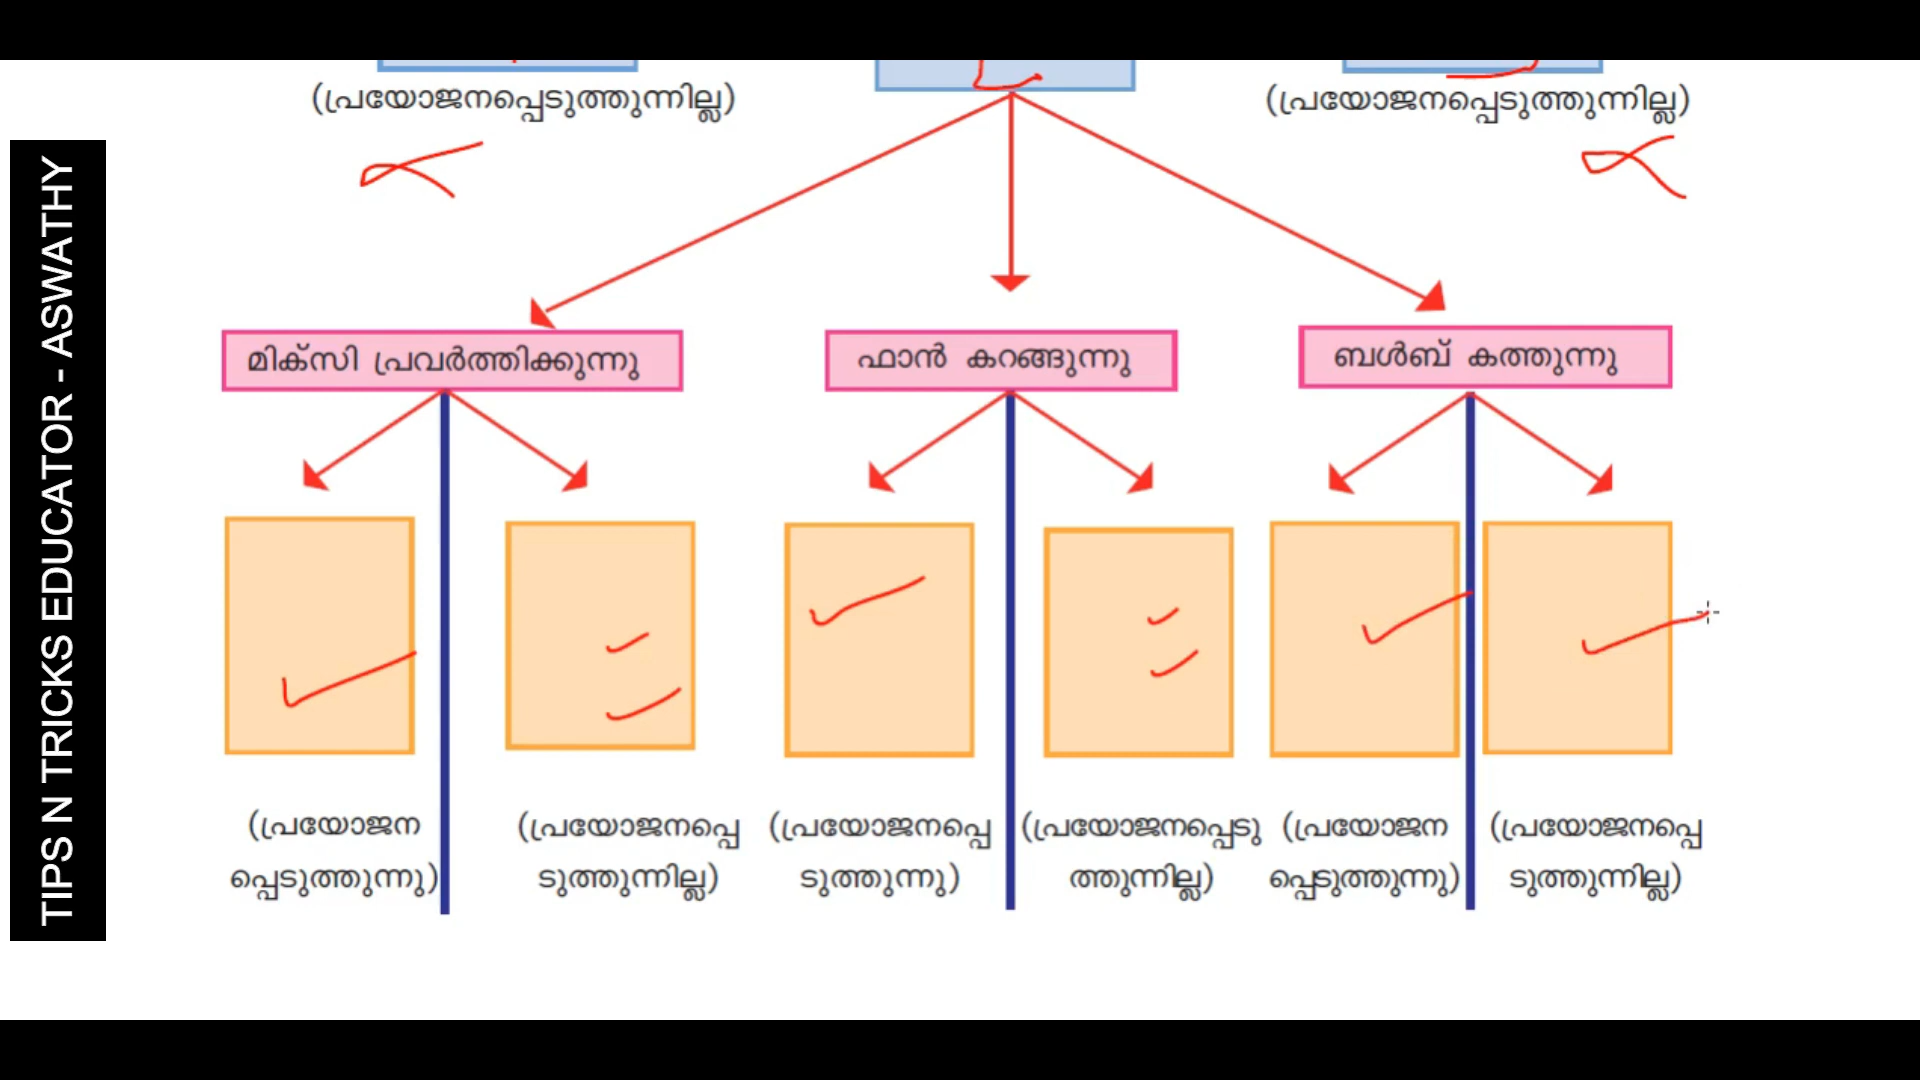 (പ്രയോജനപ്പെടുത്തുന്നില്ല)
(പ്രയോജനപ്പെടുത്തുന്നില്ല)
TIPS N TRICKS EDUCATOR - ASWATHY
മിക്സി പ്രവർത്തിക്കുന്നു
ഫാൻ കറങ്ങുന്നു
ബൾബ് കത്തുന്നു
(പ്രയോജന
പ്പെടുത്തുന്നു)
(പ്രയോജനപ്പെ
ടുത്തുന്നില്ല)
(പ്രയോജനപ്പെ
ടുത്തുന്നു)
(പ്രയോജനപ്പെടു
ത്തുന്നില്ല)
(പ്രയോജന
പ്പെടുത്തുന്നു)
(പ്രയോജനപ്പെ
ടുത്തുന്നില്ല)